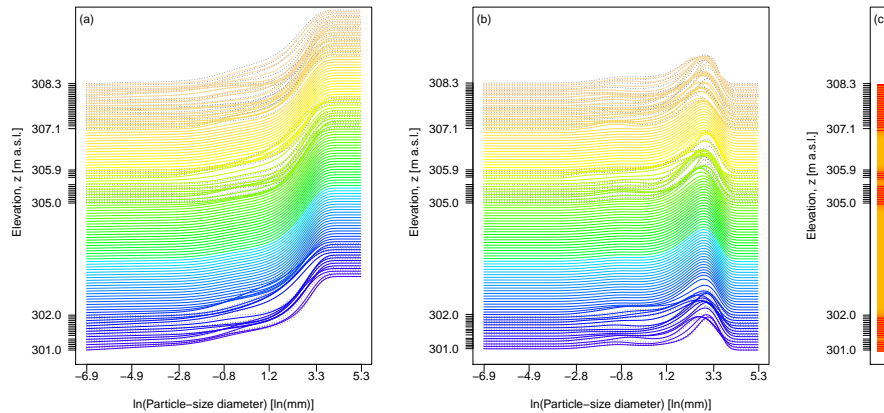 (a)
308.3
307.1
305.9
305.0
302.0
301.0
Elevation, z [m a.s.l.]
−6.9 −4.9 −2.8 −0.8 1.2 3.3 5.3
ln(Particle−size diameter) [ln(mm)]
(b)
308.3
307.1
305.9
305.0
302.0
301.0
Elevation, z [m a.s.l.]
−6.9 −4.9 −2.8 −0.8 1.2 3.3 5.3
ln(Particle−size diameter) [ln(mm)]
(c
308.3
307.1
305.9
305.0
302.0
301.0
Elevation, z [m a.s.l.]